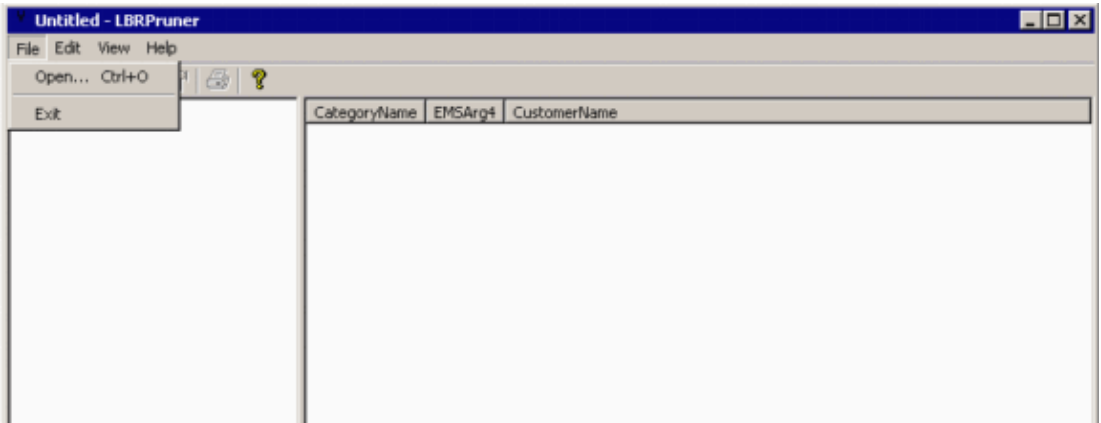 Untitled - LBRPruner
File Edit View Help
Open... Ctrl+O
Exit
CategoryName EMSArg4 CustomerName